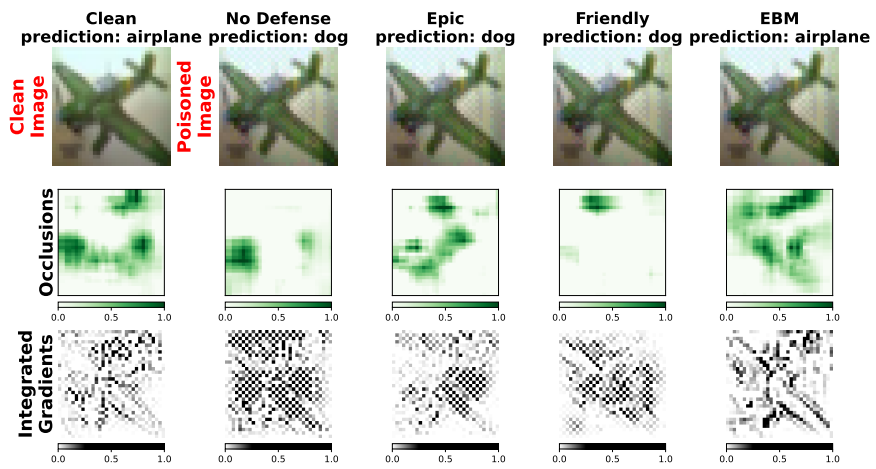 Clean
prediction: airplane
No Defense
prediction: dog
Epic
prediction: dog
Friendly
prediction: dog
EBM
prediction: airplane
Clean
Image
Poisoned
Image
Occlusions
0.0 0.5 1.0
0.0 0.5 1.0
0.0 0.5 1.0
0.0 0.5 1.0
0.0 0.5 1.0
Integrated
Gradients
0.0 0.5 1.0
0.0 0.5 1.0
0.0 0.5 1.0
0.0 0.5 1.0
0.0 0.5 1.0